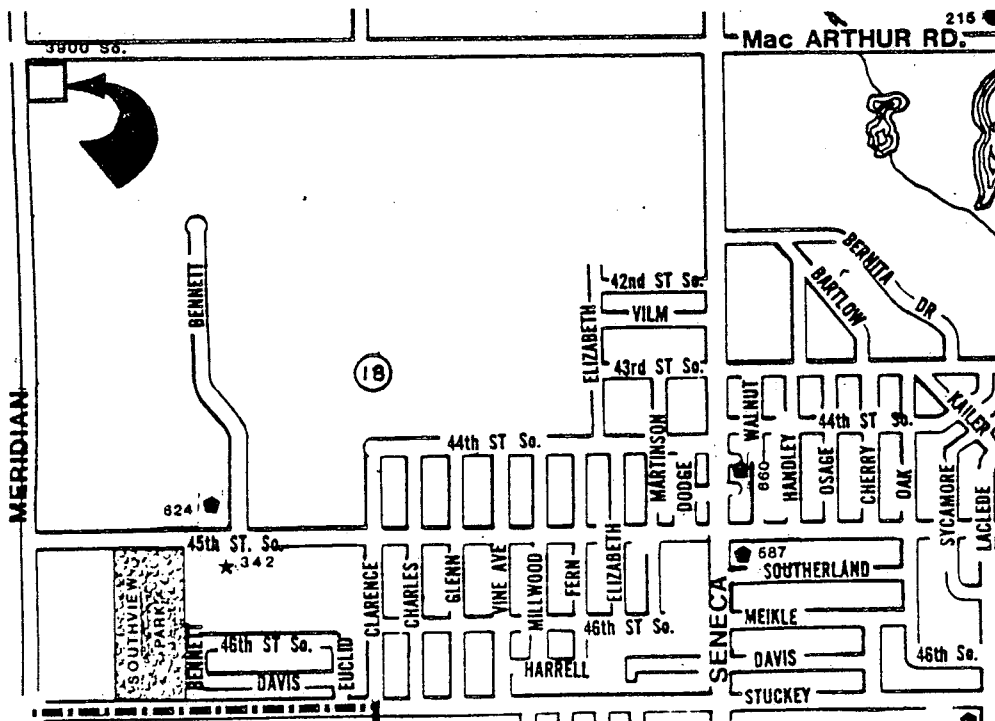 215
Mac ARTHUR RD.
3900 So.
BERNITA
DR
BARTLOW
BENNETT
42nd ST So.
VILM
ELIZABETH
43rd ST So.
18
MERIDIAN
KAILER
WALNUT
44th ST So.
44th ST So.
MARTINSON
DODGE
860
HANDLEY
OSAGE
CHERRY
OAK
SYCAMORE
LACLEDE
624
45th ST. So.
342
687
SOUTHERLAND
SOUTHVIEW
PARK
CLARENCE
CHARLES
GLENN
VINE AVE
MILLWOOD
FERN
ELIZABETH
SENECA
MEIKLE
46th ST So.
46th ST So.
BENNETT
EUCLID
DAVIS
HARRELL
DAVIS
46th So.
STUCKEY